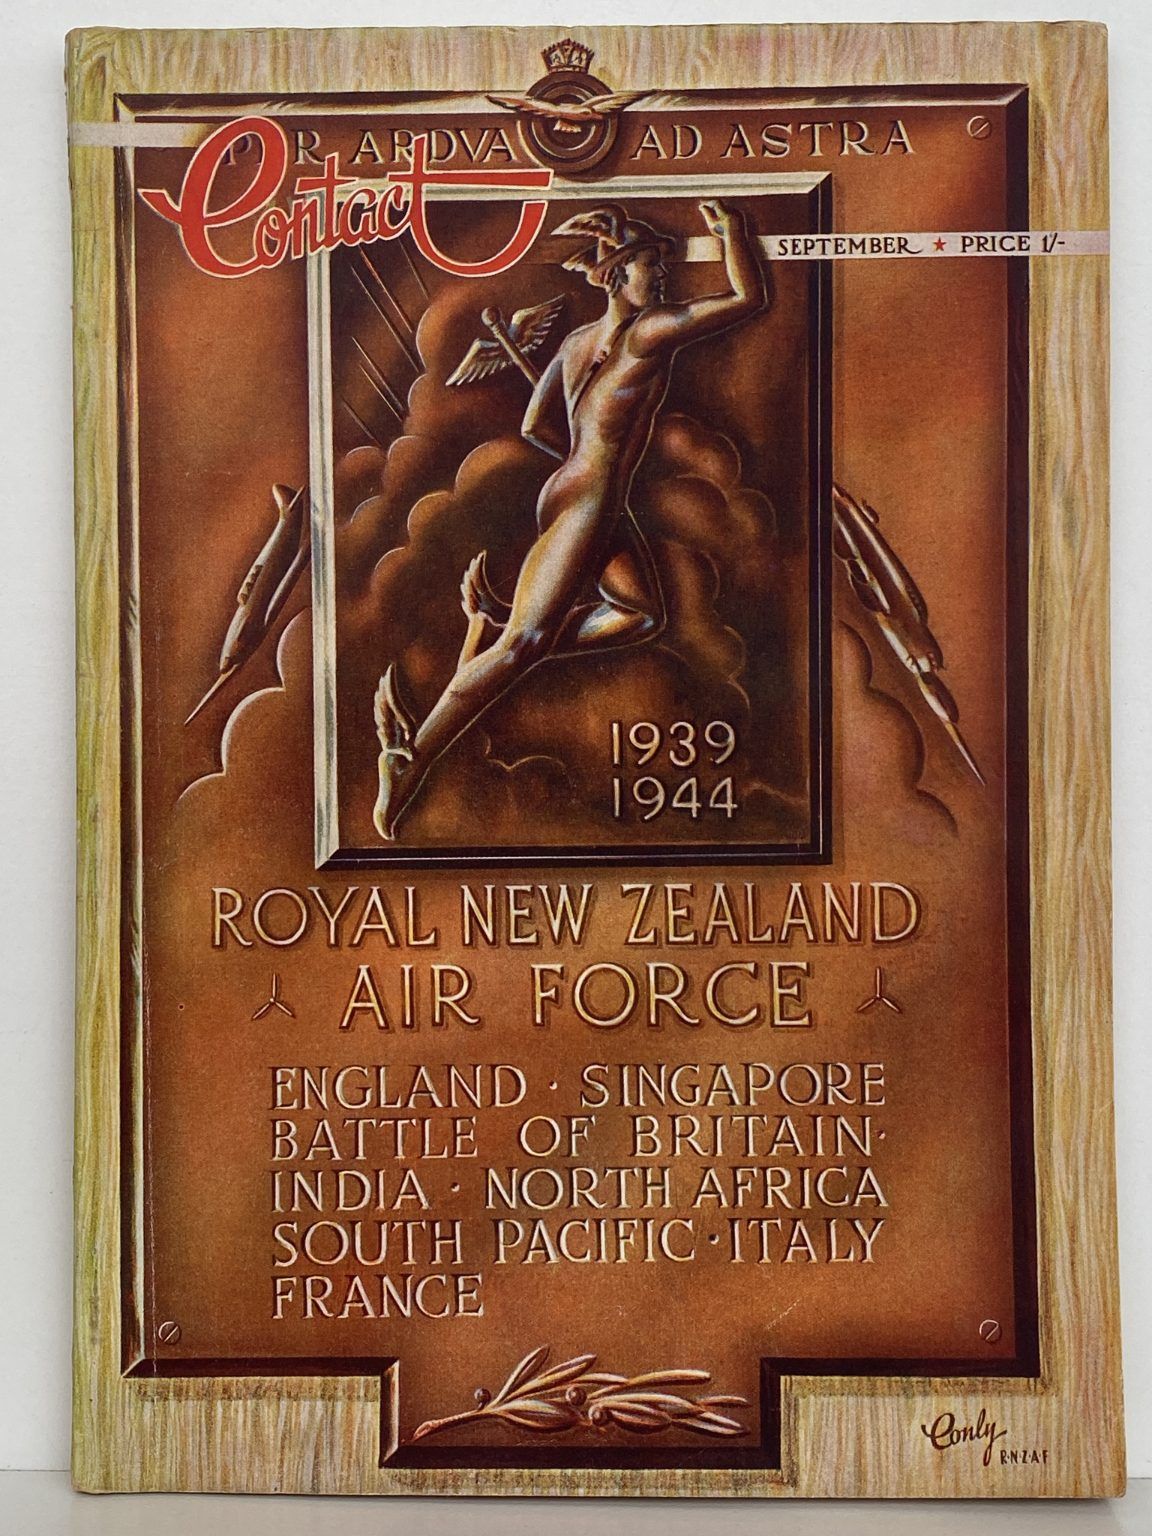 PER ARDVA AD ASTRA
Contact
SEPTEMBER ★ PRICE 1/-
1939
1944
ROYAL NEW ZEALAND
AIR FORCE
ENGLAND · SINGAPORE
BATTLE OF BRITAIN·
INDIA · NORTH AFRICA
SOUTH PACIFIC · ITALY
FRANCE
Conly
R·N·Z·A·F